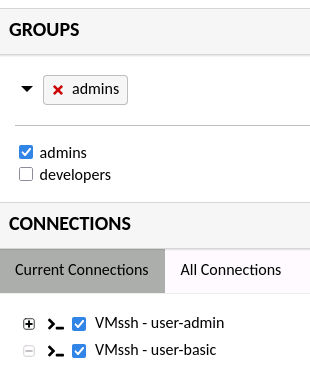 GROUPS
admins
admins
developers
CONNECTIONS
Current Connections All Connections
VMssh - user-admin
VMssh - user-basic